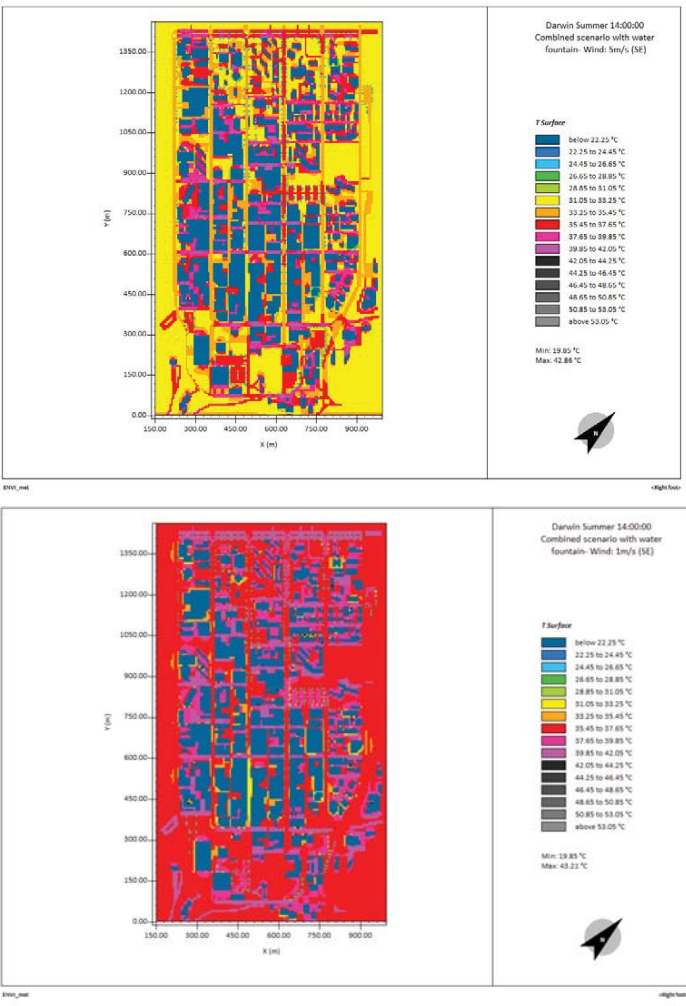 Darwin Summer 14:00:00
Combined scenario with water
fountain- Wind: 5m/s (SE)
T Surface
below 22.25 °C
22.25 to 24.45 °C
24.45 to 26.65 °C
26.65 to 28.85 °C
28.85 to 31.05 °C
31.05 to 33.25 °C
33.25 to 35.45 °C
35.45 to 37.65 °C
37.65 to 39.85 °C
39.85 to 42.05 °C
42.05 to 44.25 °C
44.25 to 46.45 °C
46.45 to 48.65 °C
48.65 to 50.85 °C
50.85 to 53.05 °C
above 53.05 °C
Min: 19.85 °C
Max: 42.86 °C
N
Y (m)
1350.00
1200.00
1050.00
900.00
750.00
600.00
450.00
300.00
150.00
0.00
150.00 300.00 450.00 600.00 750.00 900.00
X (m)
ENVI_met
<Right foot>
Darwin Summer 14:00:00
Combined scenario with water
fountain- Wind: 1m/s (SE)
T Surface
below 22.25 °C
22.25 to 24.45 °C
24.45 to 26.65 °C
26.65 to 28.85 °C
28.85 to 31.05 °C
31.05 to 33.25 °C
33.25 to 35.45 °C
35.45 to 37.65 °C
37.65 to 39.85 °C
39.85 to 42.05 °C
42.05 to 44.25 °C
44.25 to 46.45 °C
46.45 to 48.65 °C
48.65 to 50.85 °C
50.85 to 53.05 °C
above 53.05 °C
Min: 19.85 °C
Max: 43.21 °C
N
Y (m)
1350.00
1200.00
1050.00
900.00
750.00
600.00
450.00
300.00
150.00
0.00
150.00 300.00 450.00 600.00 750.00 900.00
X (m)
ENVI_met
<Right foot>